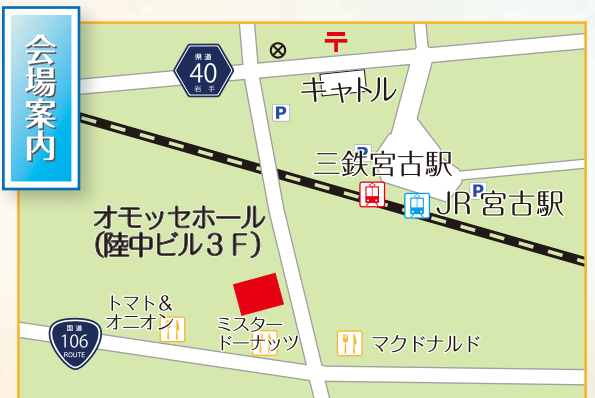 会場案内
県道
40
岩手
〒
キャトル
P
P
三鉄宮古駅
P
JR 宮古駅
オモッセホール
(陸中ビル3F)
トマト&
オニオン
ミスター
ドーナッツ
マクドナルド
国道
106
ROUTE